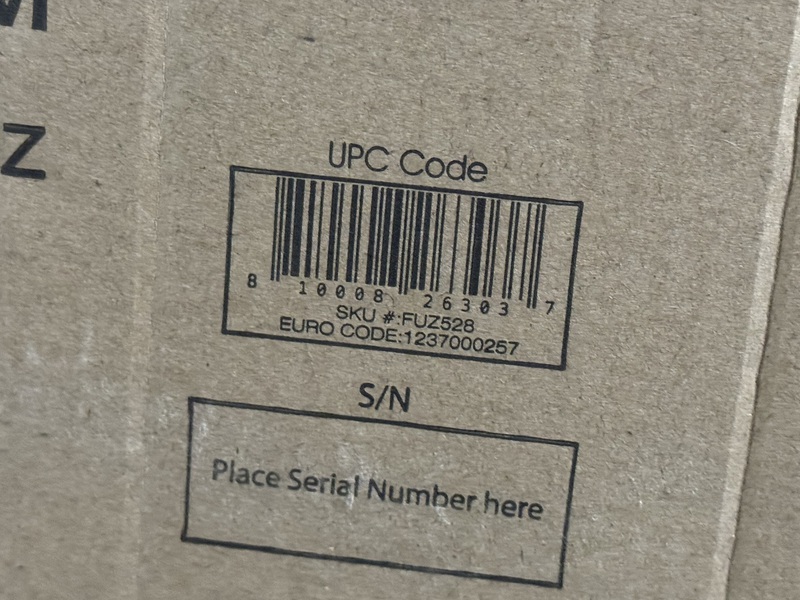 M
Z
UPC Code
8 10008 26303 7
SKU #:FUZ528
EURO CODE:1237000257
S/N
Place Serial Number here